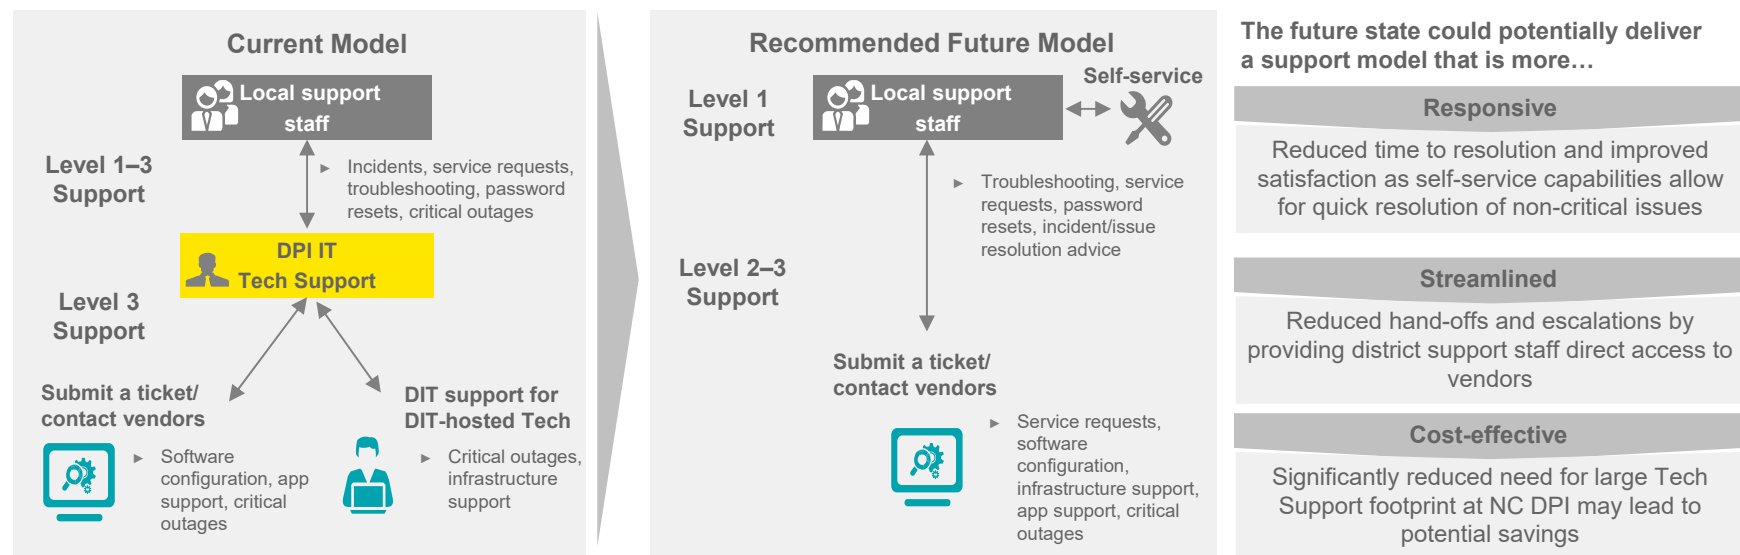 Current Model
Local support
staff
Level 1–3
Support
► Incidents, service requests,
troubleshooting, password
resets, critical outages
DPI IT
Tech Support
Level 3
Support
Submit a ticket/
contact vendors
► Software
configuration, app
support, critical
outages
DIT support for
DIT-hosted Tech
► Critical outages,
infrastructure
support
Recommended Future Model
Level 1
Support
Local support
staff
Self-service
► Troubleshooting, service
requests, password
resets, incident/issue
resolution advice
Level 2–3
Support
Submit a ticket/
contact vendors
► Service requests,
software
configuration,
infrastructure support,
app support, critical
outages
The future state could potentially deliver
a support model that is more…
Responsive
Reduced time to resolution and improved
satisfaction as self-service capabilities allow
for quick resolution of non-critical issues
Streamlined
Reduced hand-offs and escalations by
providing district support staff direct access to
vendors
Cost-effective
Significantly reduced need for large Tech
Support footprint at NC DPI may lead to
potential savings